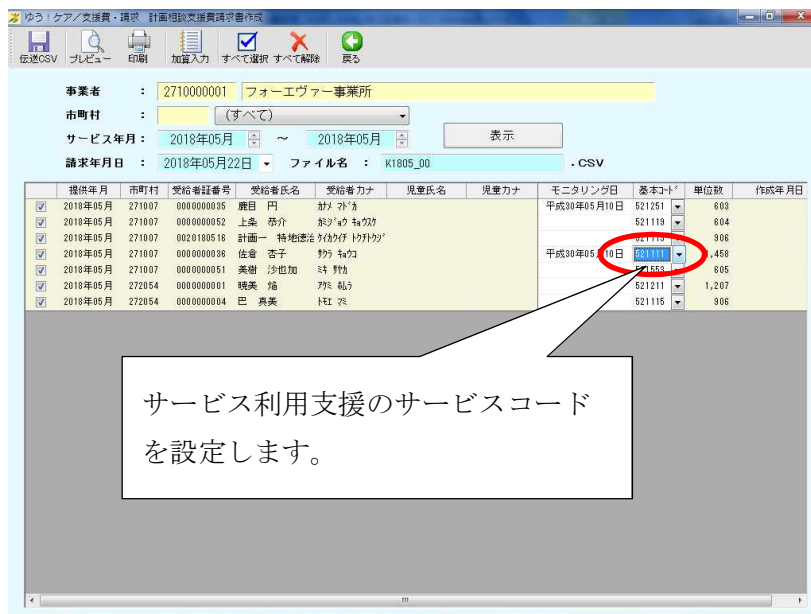 ゆう！ケア／支援費・請求 計画相談支援費請求書作成
伝送CSV プレビュー 印刷 加算入力 すべて選択 すべて解除 戻る
事業者 ： 2710000001 フォーエヴァー事業所
市町村 ： (すべて)
サービス年月： 2018年05月 ～ 2018年05月 表示
請求年月日 ： 2018年05月22日 ファイル名 ： K1805_00 .CSV
提供年月 市町村 受給者証番号 受給者氏名 受給者カナ 児童氏名 児童カナ モニタリング日 基本ｺｰﾄﾞ 単位数 作成年月日
2018年05月 271007 0000000035 鹿目 円 ｶﾅﾒ ﾏﾄﾞｶ 平成30年05月10日 521251 603
2018年05月 271007 0000000052 上条 恭介 ｶﾐｼﾞｮｳ ｷｮｳｽｹ 521119 604
2018年05月 271007 0020180516 計画一 特地徳治 906
2018年05月 271007 0000000036 佐倉 杏子 ｻｸﾗ ｷｮｳｺ 平成30年05月10日 521111 1,458
2018年05月 271007 0000000051 美樹 沙也加 ﾐｷ ｻﾔｶ 605
2018年05月 272054 0000000001 暁美 焔 ｱｹﾐ ﾎﾑﾗ 521211 1,207
2018年05月 272054 0000000004 巴 真美 ﾄﾓｴ ﾏﾐ 521115 906
サービス利用支援のサービスコード
を設定します。